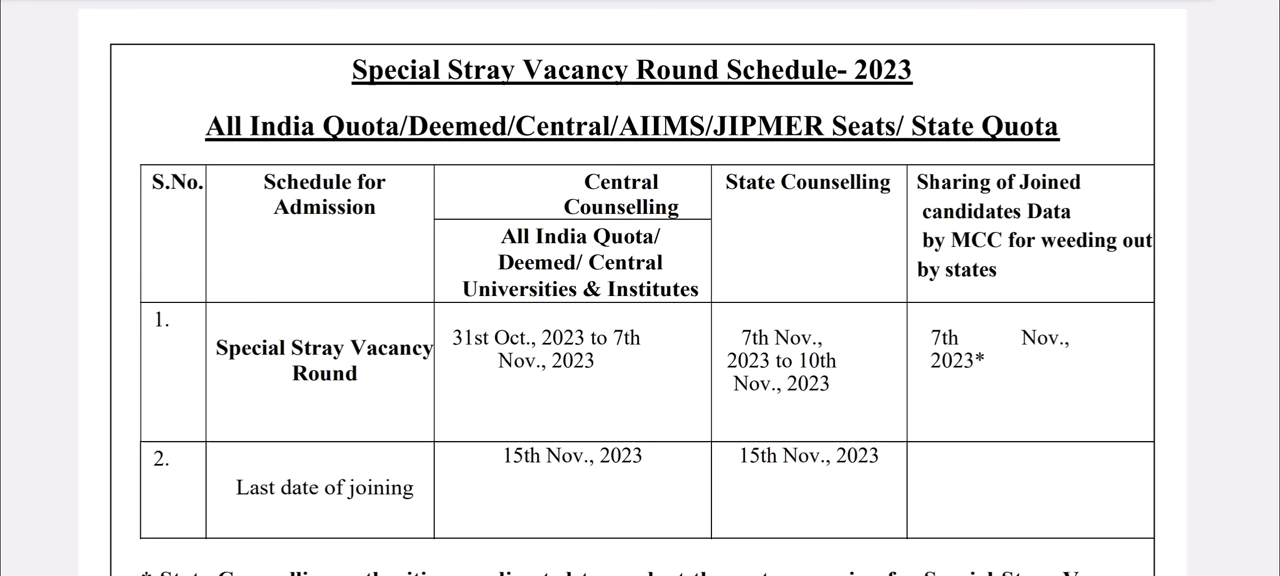 Special Stray Vacancy Round Schedule- 2023
All India Quota/Deemed/Central/AIIMS/JIPMER Seats/ State Quota
S.No.
Schedule for
Admission
Central
Counselling
All India Quota/
Deemed/ Central
Universities & Institutes
State Counselling
Sharing of Joined
candidates Data
by MCC for weeding out
by states
1.
Special Stray Vacancy
Round
31st Oct., 2023 to 7th
Nov., 2023
7th Nov.,
2023 to 10th
Nov., 2023
7th Nov.,
2023*
2.
Last date of joining
15th Nov., 2023
15th Nov., 2023